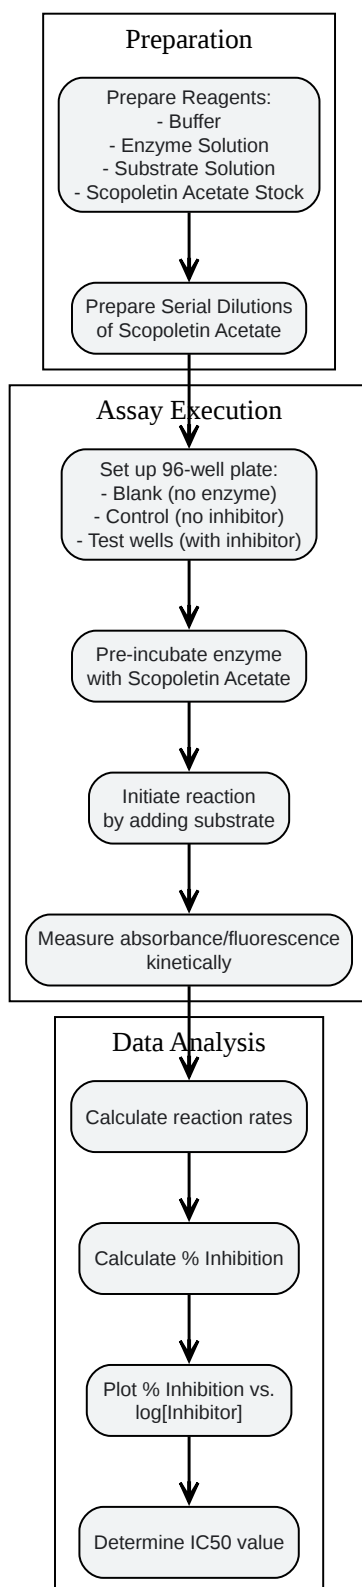 Preparation
Prepare Reagents:
- Buffer
- Enzyme Solution
- Substrate Solution
- Scopoletin Acetate Stock
Prepare Serial Dilutions
of Scopoletin Acetate
Assay Execution
Set up 96-well plate:
- Blank (no enzyme)
- Control (no inhibitor)
- Test wells (with inhibitor)
Pre-incubate enzyme
with Scopoletin Acetate
Initiate reaction
by adding substrate
Measure absorbance/fluorescence
kinetically
Data Analysis
Calculate reaction rates
Calculate % Inhibition
Plot % Inhibition vs.
log[Inhibitor]
Determine IC50 value